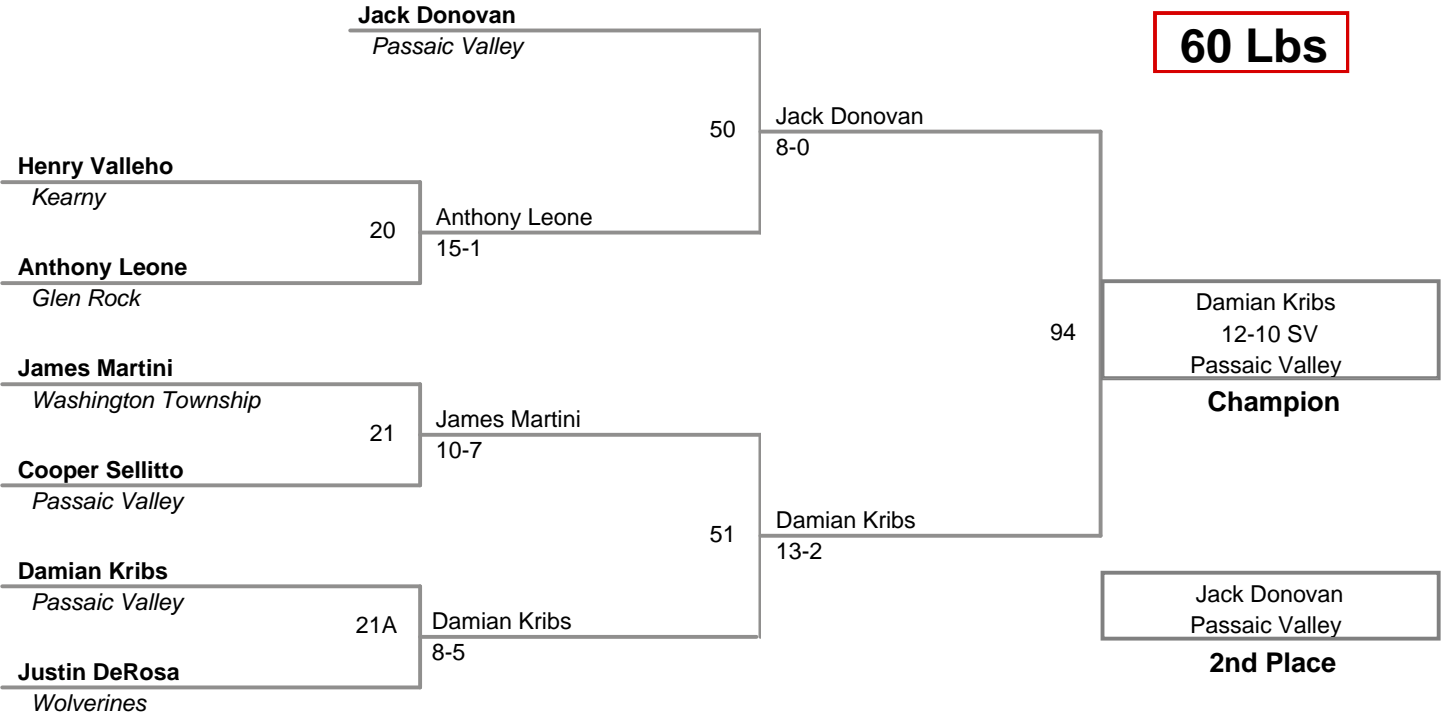 Jack Donovan
Passaic Valley
60 Lbs
50
Jack Donovan
8-0
Henry Valleho
Kearny
20
Anthony Leone
15-1
Anthony Leone
Glen Rock
94
Damian Kribs
12-10 SV
Passaic Valley
Champion
James Martini
Washington Township
21
James Martini
10-7
Cooper Sellitto
Passaic Valley
51
Damian Kribs
13-2
Damian Kribs
Passaic Valley
21A
Damian Kribs
8-5
Justin DeRosa
Wolverines
Jack Donovan
Passaic Valley
2nd Place